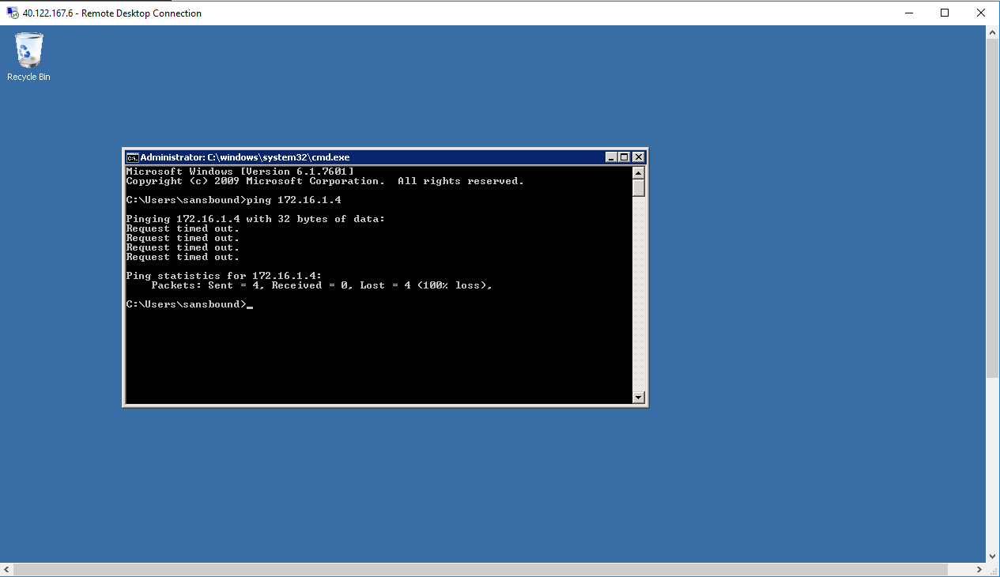 40.122.167.6 - Remote Desktop Connection
Recycle Bin
Administrator: C:\windows\system32\cmd.exe
Microsoft Windows [Version 6.1.7601]
Copyright (c) 2009 Microsoft Corporation.  All rights reserved.
C:\Users\sansbound>ping 172.16.1.4
Pinging 172.16.1.4 with 32 bytes of data:
Request timed out.
Request timed out.
Request timed out.
Request timed out.
Ping statistics for 172.16.1.4:
    Packets: Sent = 4, Received = 0, Lost = 4 (100% loss),
C:\Users\sansbound>_